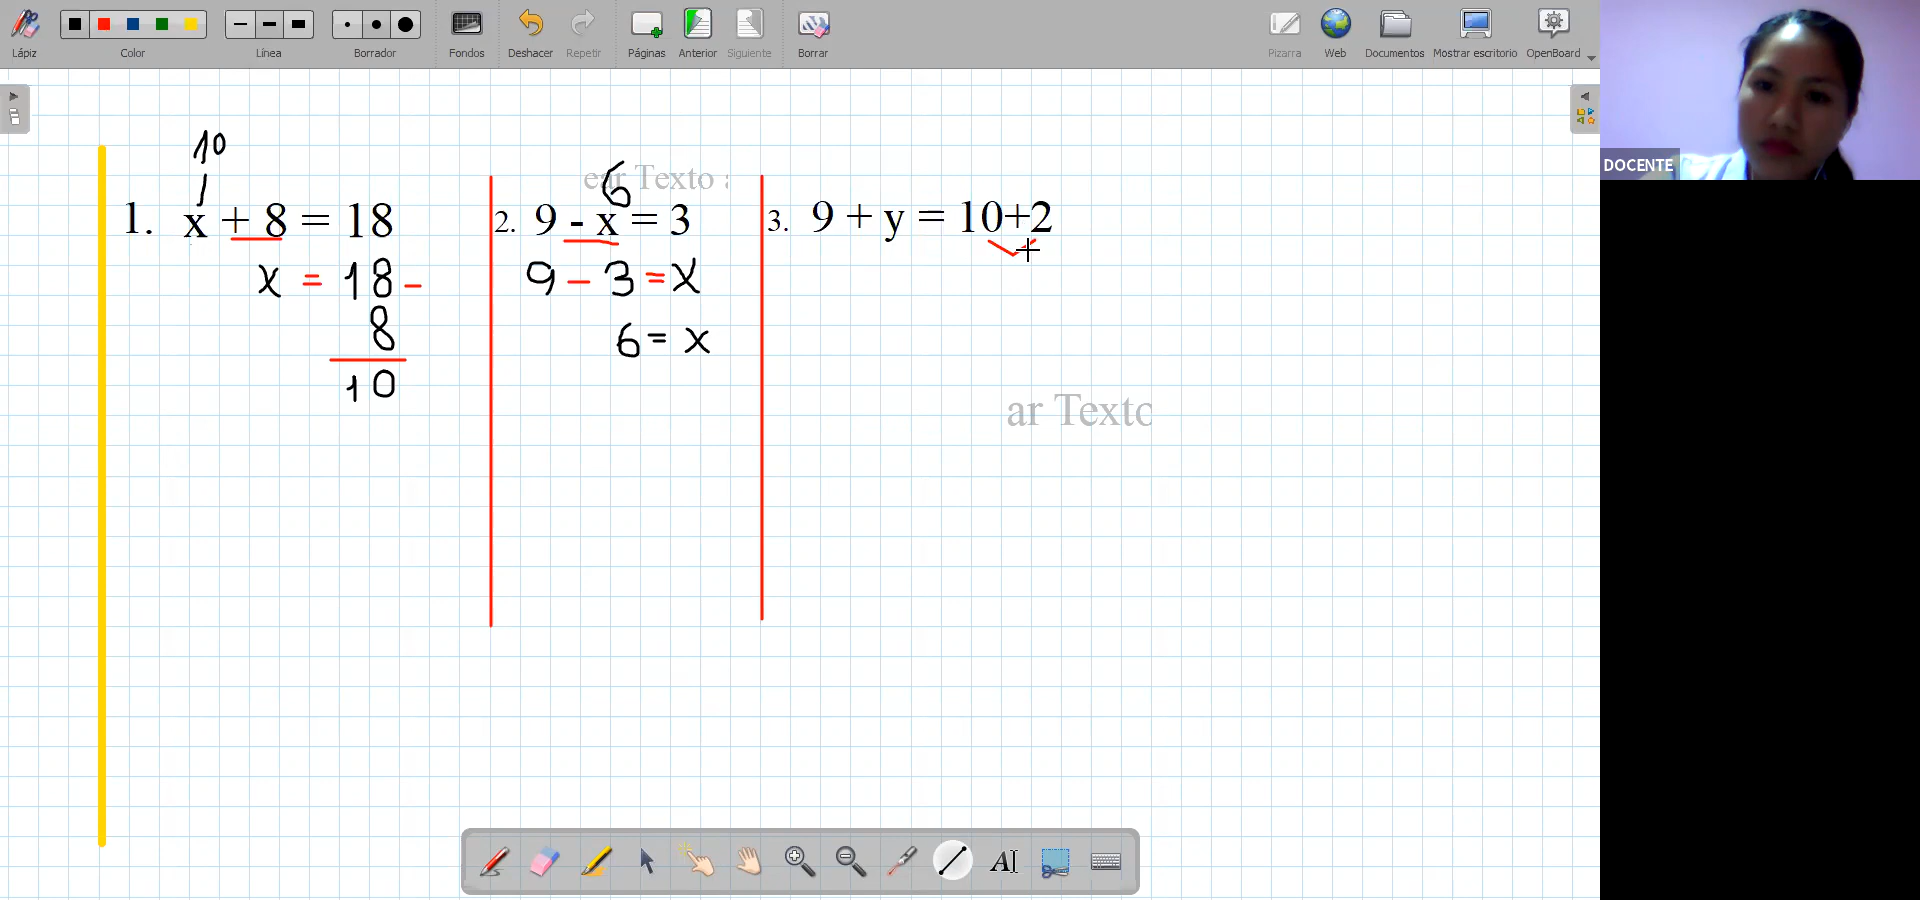 Lápiz
Color
Línea
Borrador
Fondos
Deshacer
Repetir
Páginas
Anterior
Siguiente
Borrar
Pizarra
Web
Documentos
Mostrar escritorio
OpenBoard
DOCENTE
10
1. x + 8 = 18
x = 18 -
8
10
ear Texto a
6
2. 9 - x = 3
9 - 3 = x
6 = x
3. 9 + y = 10+2
ar Texto